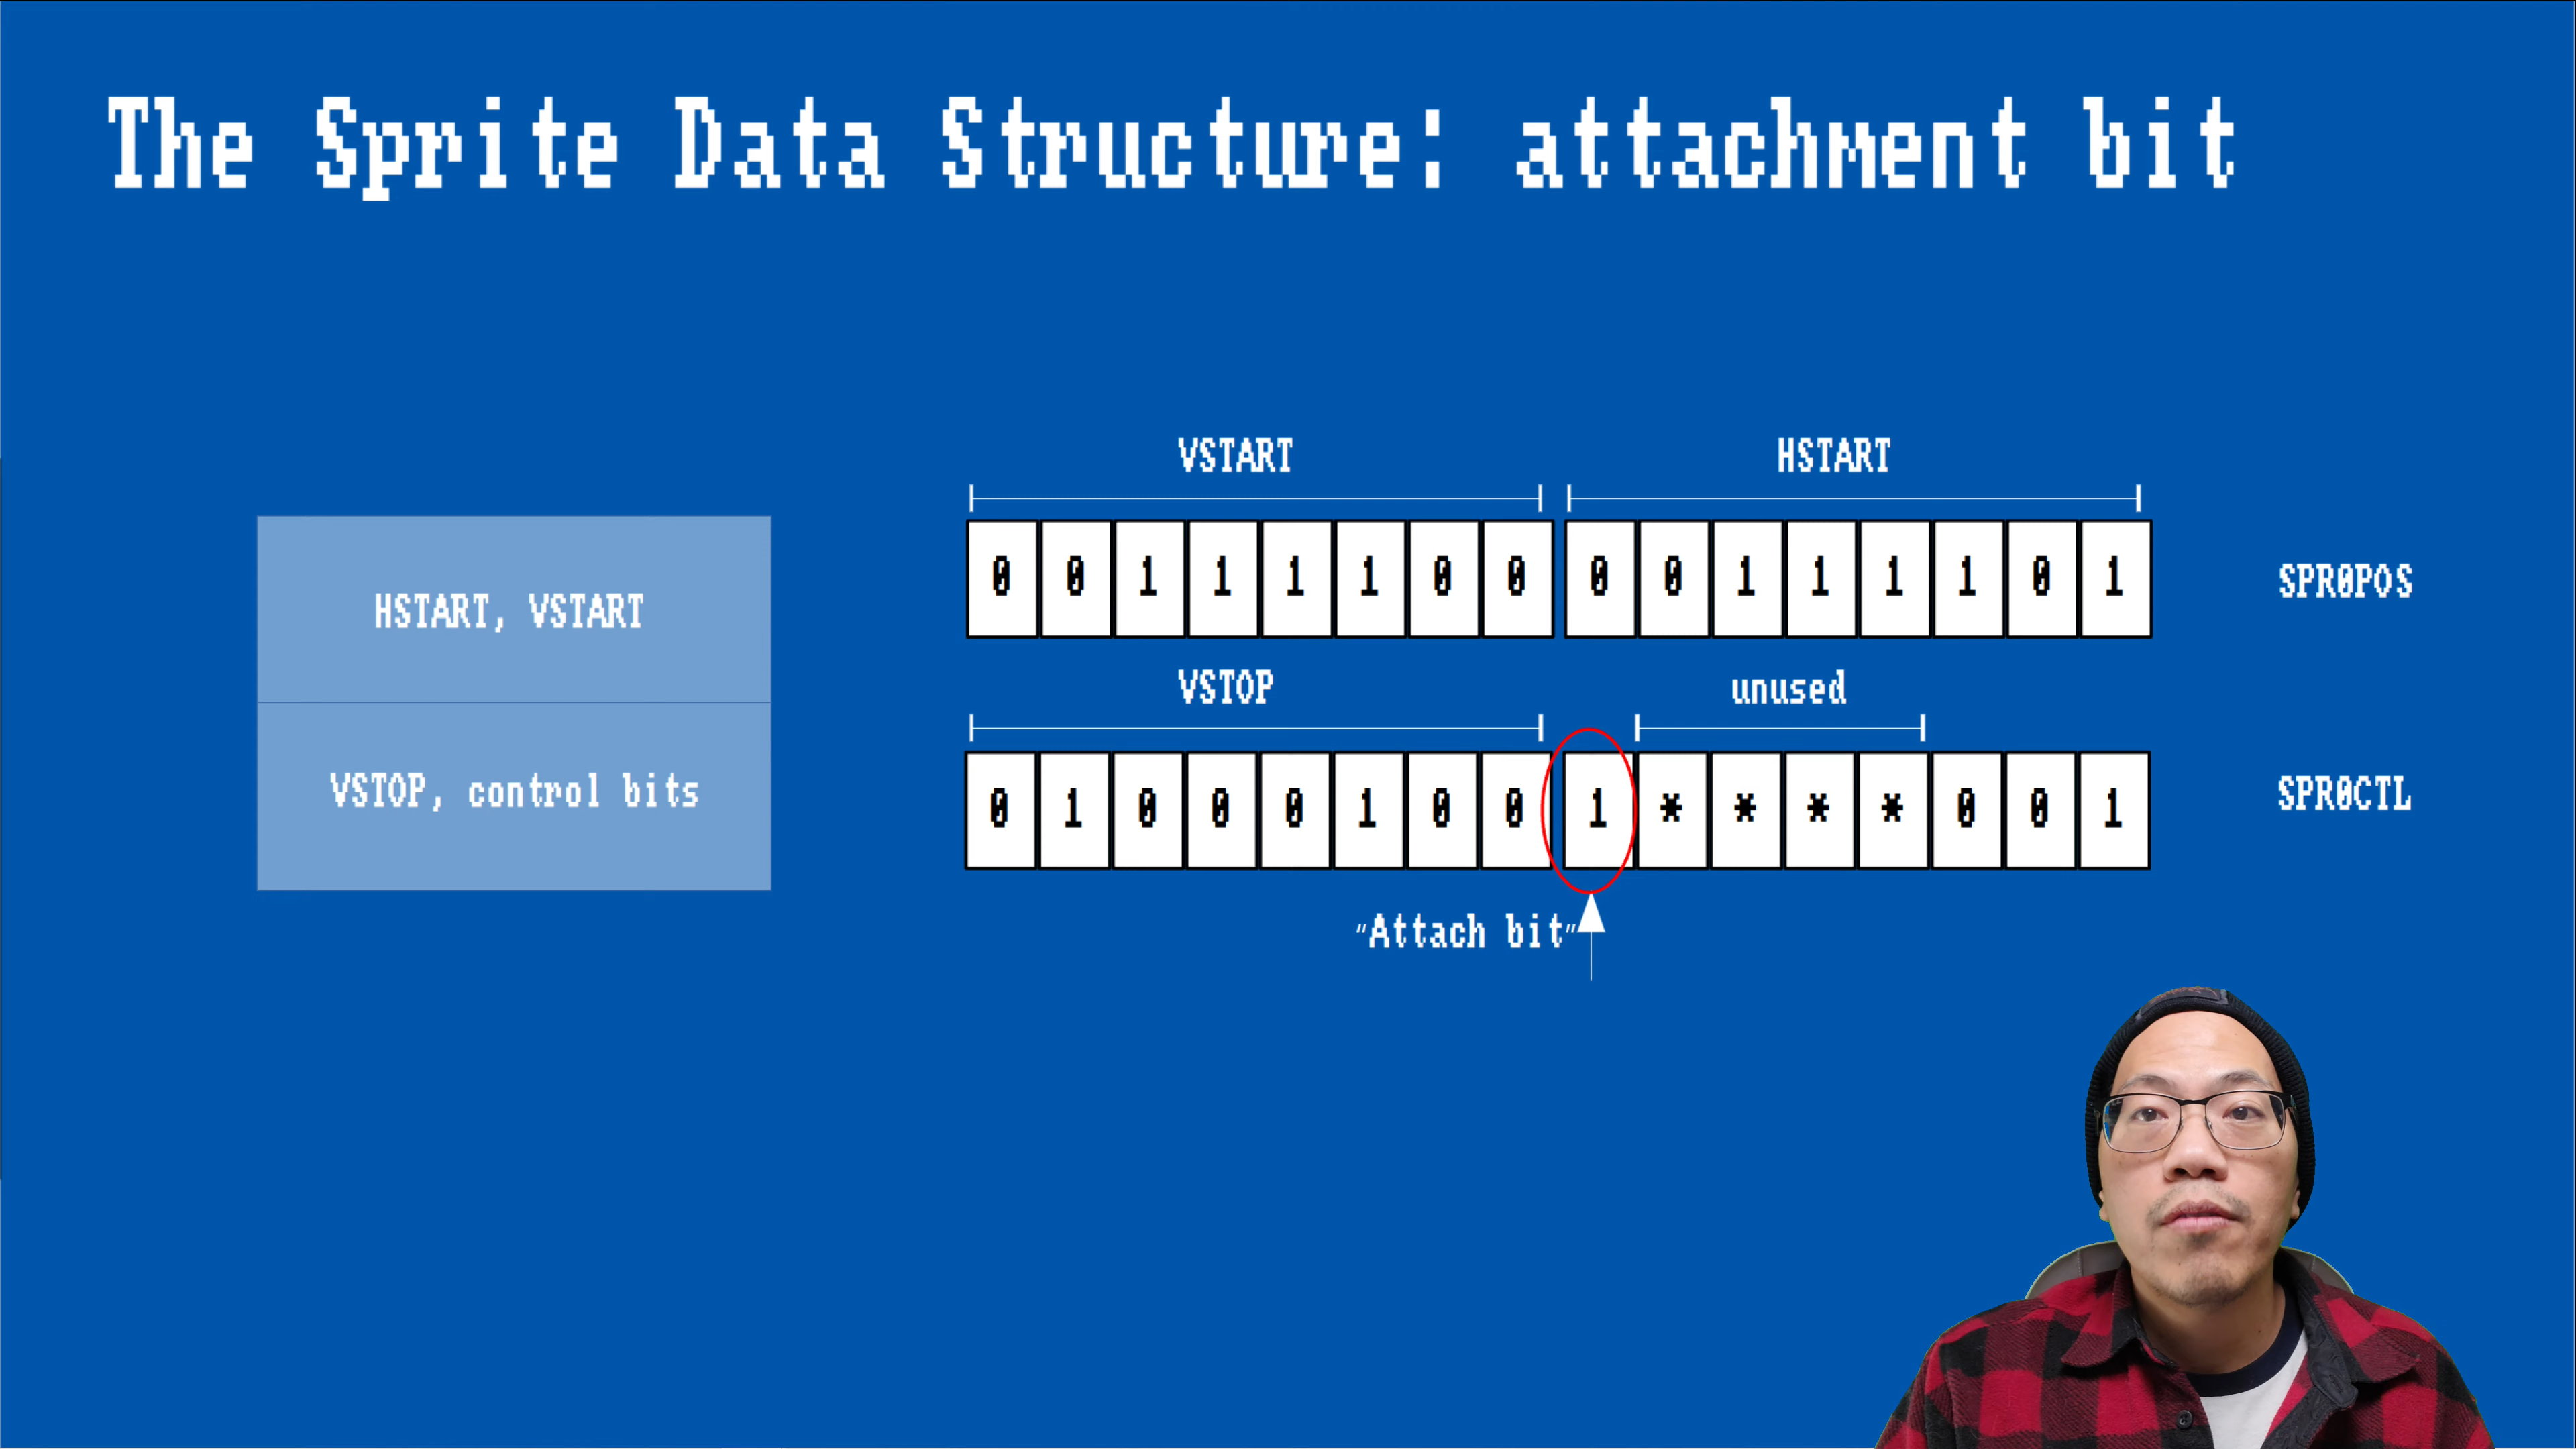 The Sprite Data Structure: attachment bit
VSTART HSTART
HSTART, VSTART
0 0 1 1 1 1 0 0 0 0 1 1 1 1 0 1 SPR0POS
VSTOP unused
VSTOP, control bits
0 1 0 0 0 1 0 0 1 * * * * 0 0 1 SPR0CTL
"Attach bit"